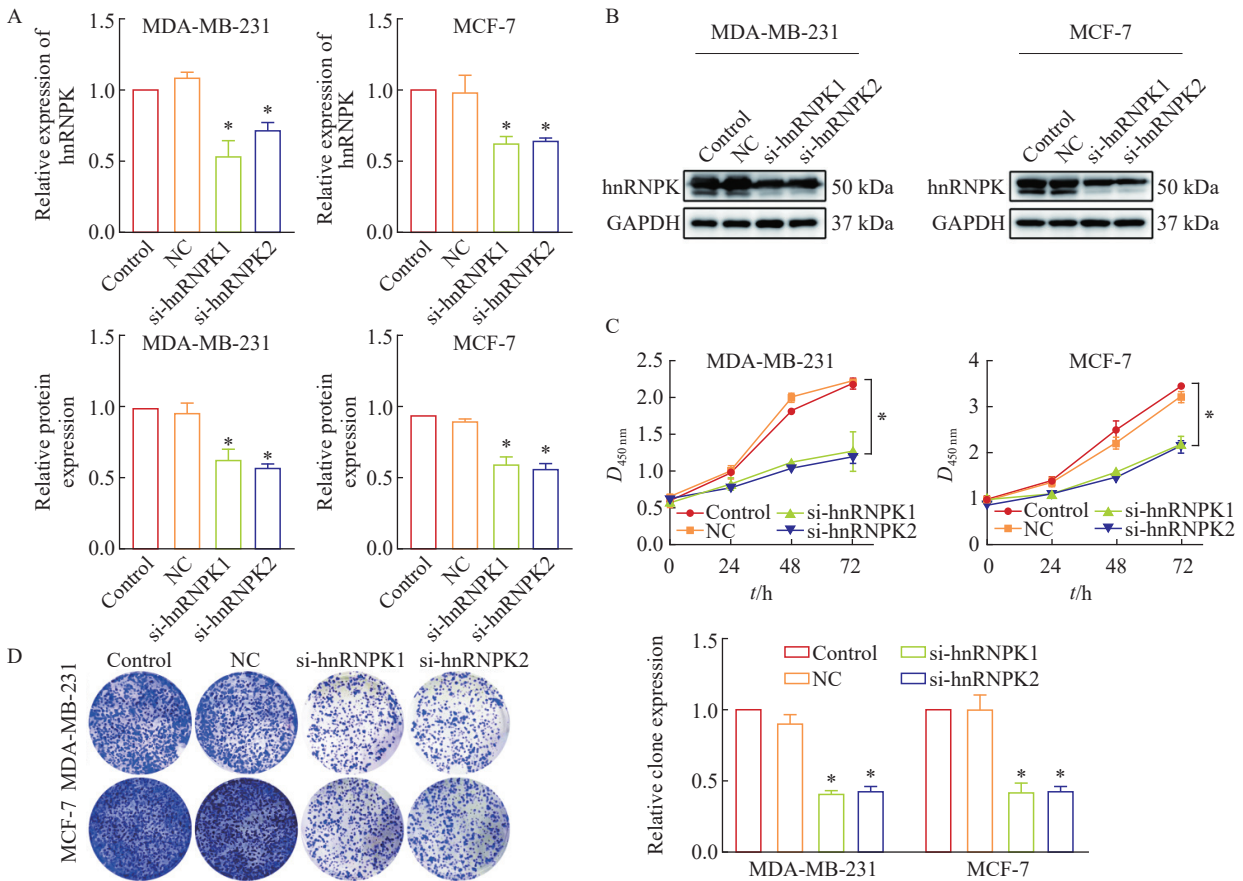 A
MDA-MB-231
Relative expression of
hnRNPK
1.5
1.0
0.5
0.0
Control
NC
si-hnRNPK1
si-hnRNPK2
*
*
MCF-7
Relative expression of
hnRNPK
1.5
1.0
0.5
0.0
Control
NC
si-hnRNPK1
si-hnRNPK2
*
*
MDA-MB-231
Relative protein
expression
1.5
1.0
0.5
0.0
Control
NC
si-hnRNPK1
si-hnRNPK2
*
*
MCF-7
Relative protein
expression
1.5
1.0
0.5
0.0
Control
NC
si-hnRNPK1
si-hnRNPK2
*
*
B
MDA-MB-231
Control
NC
si-hnRNPK1
si-hnRNPK2
hnRNPK
50 kDa
GAPDH
37 kDa
MCF-7
Control
NC
si-hnRNPK1
si-hnRNPK2
hnRNPK
50 kDa
GAPDH
37 kDa
C
MDA-MB-231
D450 nm
2.5
2.0
1.5
1.0
0.5
0.0
0 24 48 72
t/h
Control
NC
si-hnRNPK1
si-hnRNPK2
*
MCF-7
D450 nm
4
3
2
1
0
0 24 48 72
t/h
Control
NC
si-hnRNPK1
si-hnRNPK2
*
D
Control NC si-hnRNPK1 si-hnRNPK2
MDA-MB-231
MCF-7
Relative clone expression
1.5
1.0
0.5
0.0
Control
NC
si-hnRNPK1
si-hnRNPK2
* * * *
MDA-MB-231 MCF-7